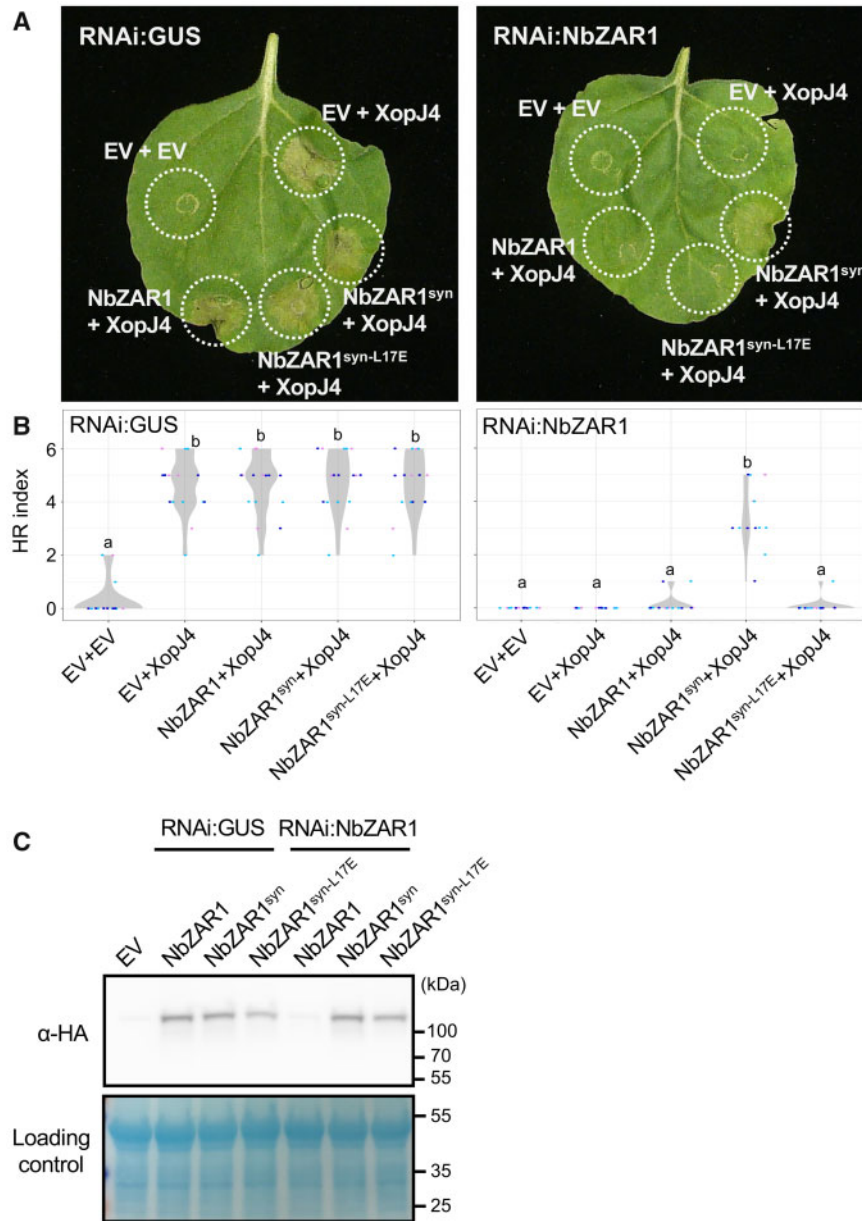 A
RNAi:GUS
EV + EV
EV + XopJ4
NbZAR1
+ XopJ4
NbZAR1syn
+ XopJ4
NbZAR1syn-L17E
+ XopJ4
RNAi:NbZAR1
EV + EV
EV + XopJ4
NbZAR1
+ XopJ4
NbZAR1syn
+ XopJ4
NbZAR1syn-L17E
+ XopJ4
B
RNAi:GUS
HR index
6
4
2
0
a
b
b
b
b
EV+EV
EV+XopJ4
NbZAR1+XopJ4
NbZAR1syn+XopJ4
NbZAR1syn-L17E+XopJ4
RNAi:NbZAR1
a
a
a
b
a
EV+EV
EV+XopJ4
NbZAR1+XopJ4
NbZAR1syn+XopJ4
NbZAR1syn-L17E+XopJ4
C
RNAi:GUS
RNAi:NbZAR1
EV
NbZAR1
NbZAR1syn
NbZAR1syn-L17E
NbZAR1
NbZAR1syn
NbZAR1syn-L17E
(kDa)
α-HA
100
70
55
Loading
control
55
35
25